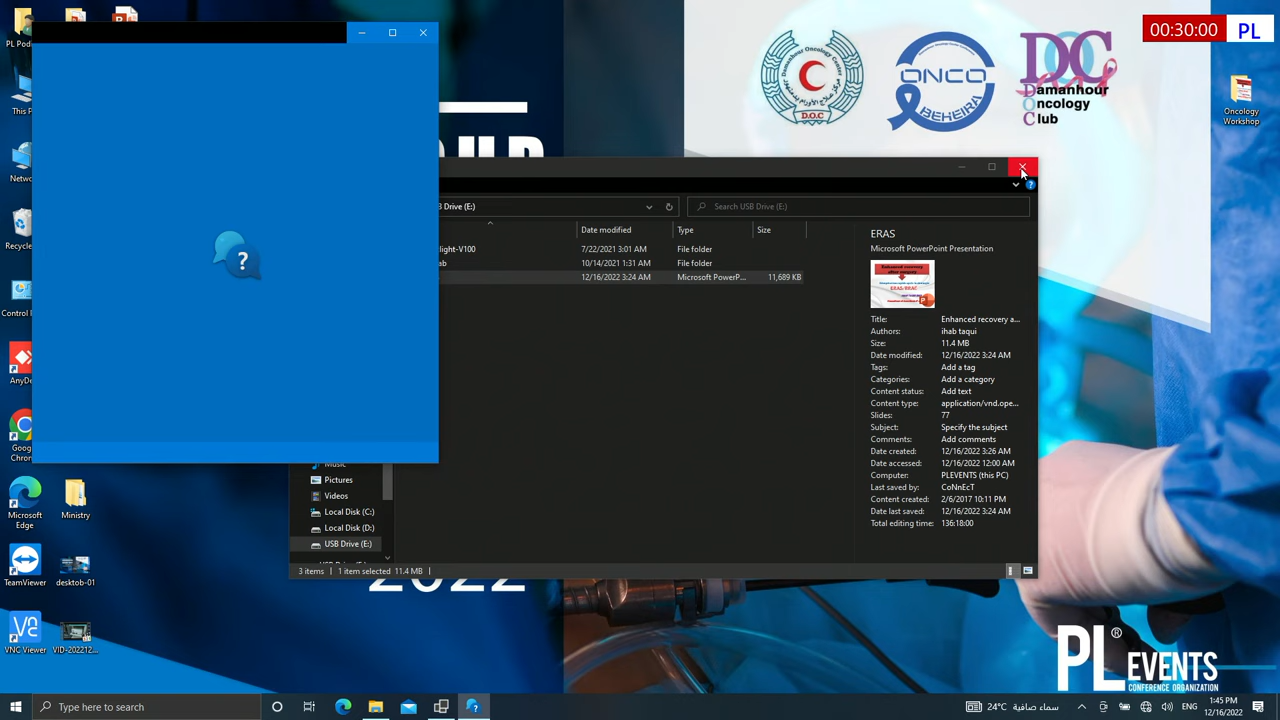 00:30:00 PL
PL Pod
This P
Netwo
Recycle
Control
AnyDe
Goog
Chron
Microsoft
Edge
Ministry
TeamViewer
desktob-01
VNC Viewer
VID-202212...
D.O.C
ONCO
BEHEIRA
DOC
Damanhour
Oncology
Club
Oncology
Workshop
B Drive (E:)
Search USB Drive (E:)
Date modified
Type
Size
light-V100
7/22/2021 3:01 AM
File folder
ab
10/14/2021 1:31 AM
File folder
12/16/2022 3:24 AM
Microsoft PowerP...
11,689 KB
ERAS
Microsoft PowerPoint Presentation
Enhanced recovery
after surgery
Title: Enhanced recovery a...
Authors: ihab taqui
Size: 11.4 MB
Date modified: 12/16/2022 3:24 AM
Tags: Add a tag
Categories: Add a category
Content status: Add text
Content type: application/vnd.ope...
Slides: 77
Subject: Specify the subject
Comments: Add comments
Date created: 12/16/2022 3:26 AM
Date accessed: 12/16/2022 12:00 AM
Computer: PLEVENTS (this PC)
Last saved by: CoNnEcT
Content created: 2/6/2017 10:11 PM
Date last saved: 12/16/2022 3:24 AM
Total editing time: 136:18:00
Music
Pictures
Videos
Local Disk (C:)
Local Disk (D:)
USB Drive (E:)
3 items 1 item selected 11.4 MB
2022
PL® EVENTS
CONFERENCE ORGANIZATION
Type here to search
24°C سماء صافية
1:45 PM
12/16/2022